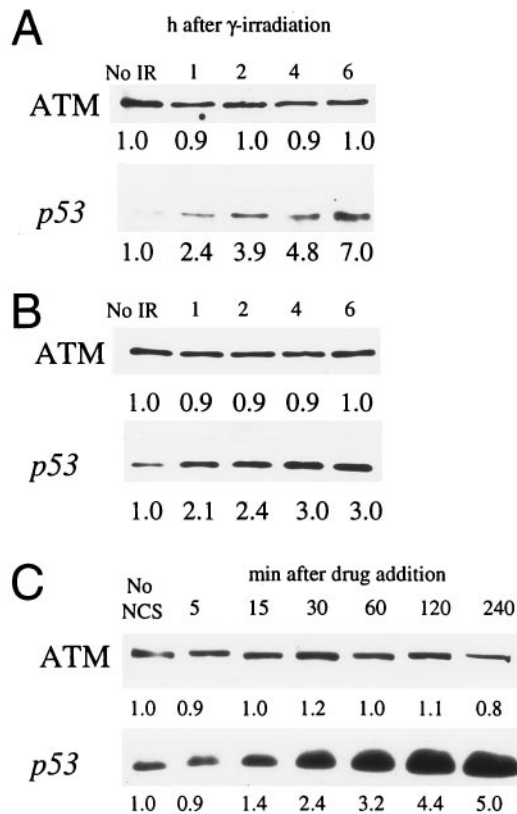 A
h after γ-irradiation
No IR 1 2 4 6
ATM
1.0 0.9 1.0 0.9 1.0
p53
1.0 2.4 3.9 4.8 7.0
B
No IR 1 2 4 6
ATM
1.0 0.9 0.9 0.9 1.0
p53
1.0 2.1 2.4 3.0 3.0
C
min after drug addition
No
NCS 5 15 30 60 120 240
ATM
1.0 0.9 1.0 1.2 1.0 1.1 0.8
p53
1.0 0.9 1.4 2.4 3.2 4.4 5.0